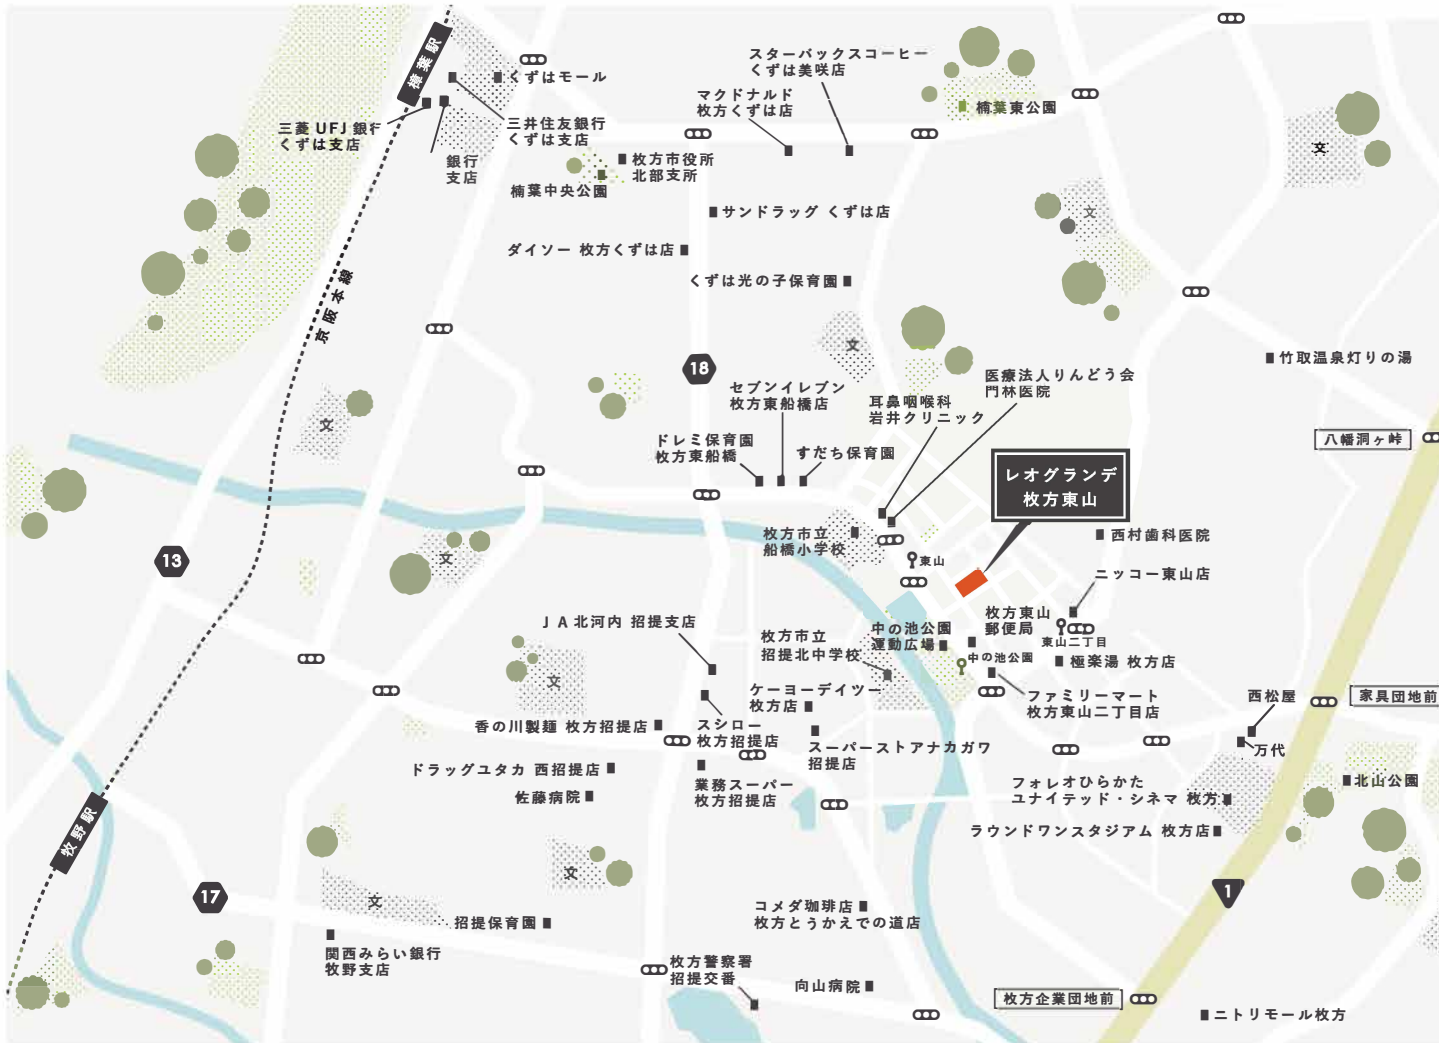 樟葉駅
くずはモール
三菱 UFJ 銀行
くずは支店
三井住友銀行
くずは支店
銀行
支店
スターバックスコーヒー
くずは美咲店
マクドナルド
枚方くずは店
楠葉東公園
枚方市役所
北部支所
楠葉中央公園
サンドラッグ くずは店
ダイソー 枚方くずは店
くずは光の子保育園
文
文
文
文
京阪本線
18
竹取温泉灯りの湯
八幡洞ヶ峠
セブンイレブン
枚方東船橋店
医療法人りんどう会
門林医院
耳鼻咽喉科
岩井クリニック
ドレミ保育園
枚方東船橋
すだち保育園
レオグランデ
枚方東山
枚方市立
船橋小学校
東山
西村歯科医院
ニッコー東山店
13
文
枚方東山
郵便局
東山二丁目
中の池公園
運動広場
中の池公園
極楽湯 枚方店
ファミリーマート
枚方東山二丁目店
J A 北河内 招提支店
枚方市立
招提北中学校
文
ケーヨーデイツー
枚方店
香の川製麺 枚方招提店
スシロー
枚方招提店
スーパーストアナカガワ
招提店
西松屋
万代
家具団地前
ドラッグユタカ 西招提店
佐藤病院
業務スーパー
枚方招提店
フォレオひらかた
ユナイテッド・シネマ 枚方
ラウンドワンスタジアム 枚方店
北山公園
牧野駅
17
文
文
1
招提保育園
関西みらい銀行
牧野支店
コメダ珈琲店
枚方とうかえでの道店
枚方警察署
招提交番
向山病院
枚方企業団地前
ニトリモール枚方